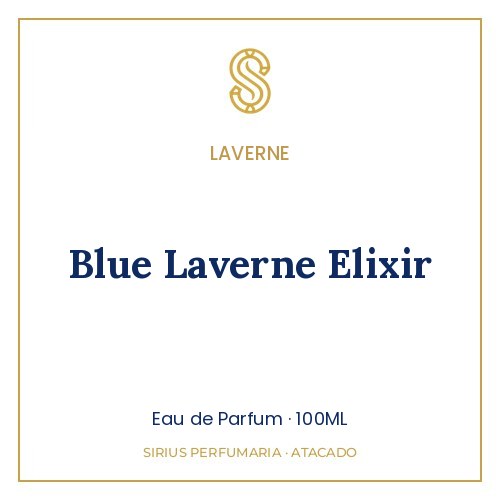 LAVERNE
Blue Laverne Elixir
Eau de Parfum · 100ML
SIRIUS PERFUMARIA · ATACADO